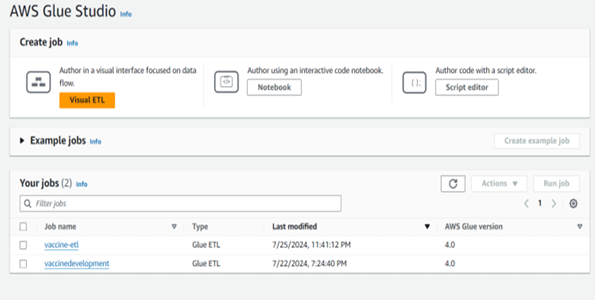 AWS Glue Studio Info
Create job Info
Author in a visual interface focused on data
flow.
Visual ETL
Author using an interactive code notebook.
Notebook
Author code with a script editor.
Script editor
Example jobs Info
Create example job
Your jobs (2) Info
Actions
Run job
Filter jobs
1
Job name Type Last modified AWS Glue version
vaccine-etl Glue ETL 7/25/2024, 11:41:12 PM 4.0
vaccinedevelopment Glue ETL 7/22/2024, 7:24:40 PM 4.0